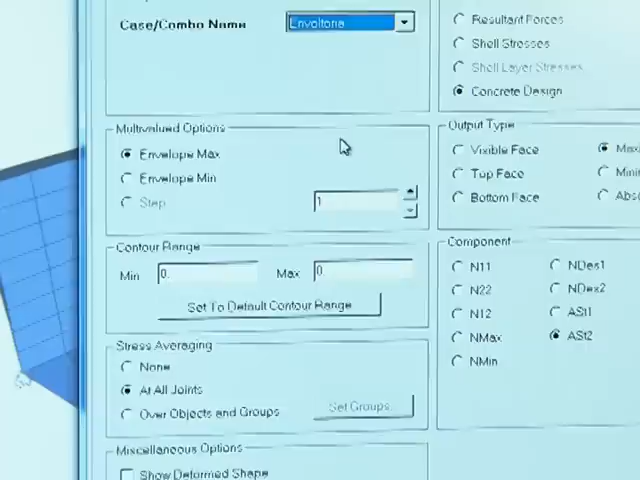 Case/Combo Name Envoltoria
Resultant Forces
Shell Stresses
Shell Layer Stresses
Concrete Design
Multivalued Options
Envelope Max
Envelope Min
Step 1
Output Type
Visible Face
Top Face
Bottom Face
Contour Range
Min 0. Max 0
Set To Default Contour Range
Component
N11 NDes1
N22 NDex2
N12 ASt1
NMax ASt2
NMin
Stress Averaging
None
At All Joints
Over Objects and Groups Set Groups
Miscellaneous Options
Show Deformed Shape